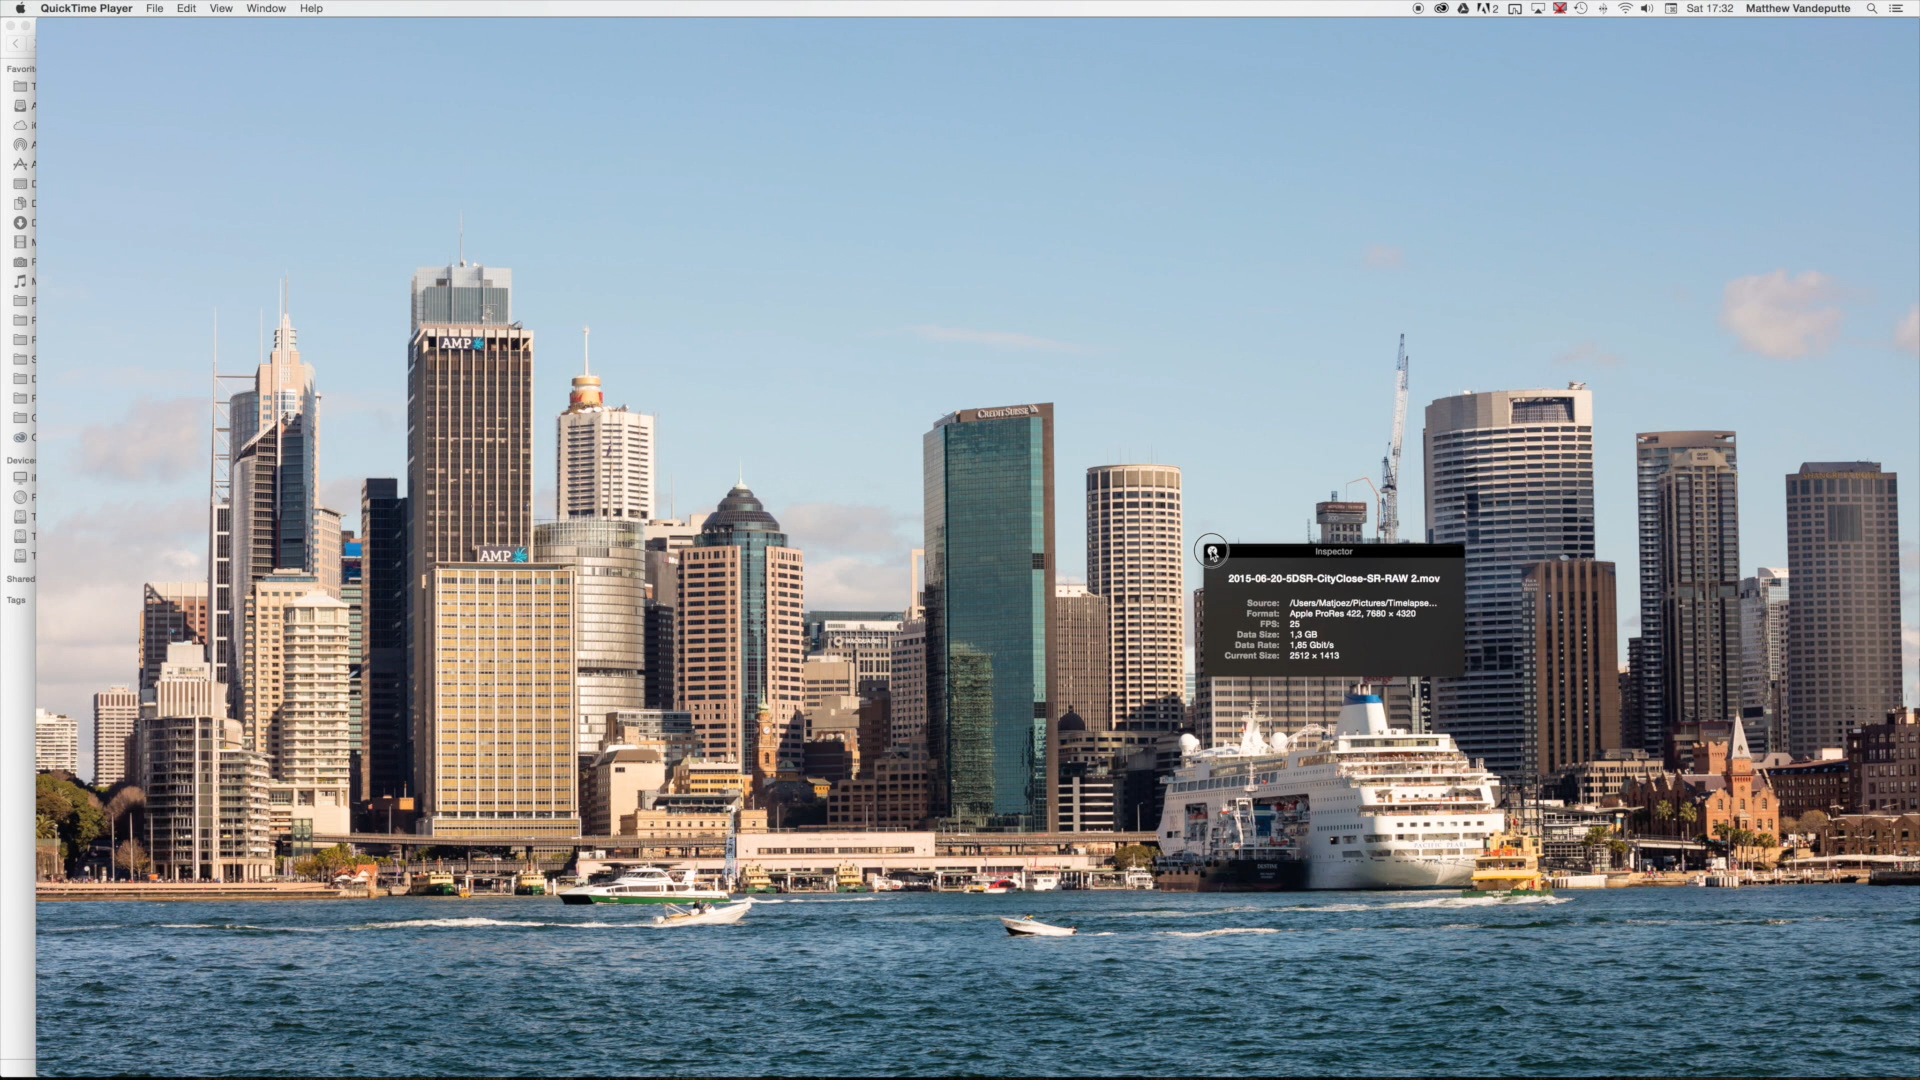 QuickTime Player File Edit View Window Help
2 Sat 17:32 Matthew Vandeputte
Favorit
Device
Shared
Tags
AMP
CREDIT SUISSE
AMP
Inspector
2015-06-20-5DSR-CityClose-SR-RAW 2.mov
Source: /Users/Matjoez/Pictures/Timelapse...
Format: Apple ProRes 422, 7680 × 4320
FPS: 25
Data Size: 1,3 GB
Data Rate: 1,85 Gbit/s
Current Size: 2512 × 1413
PACIFIC PEARL